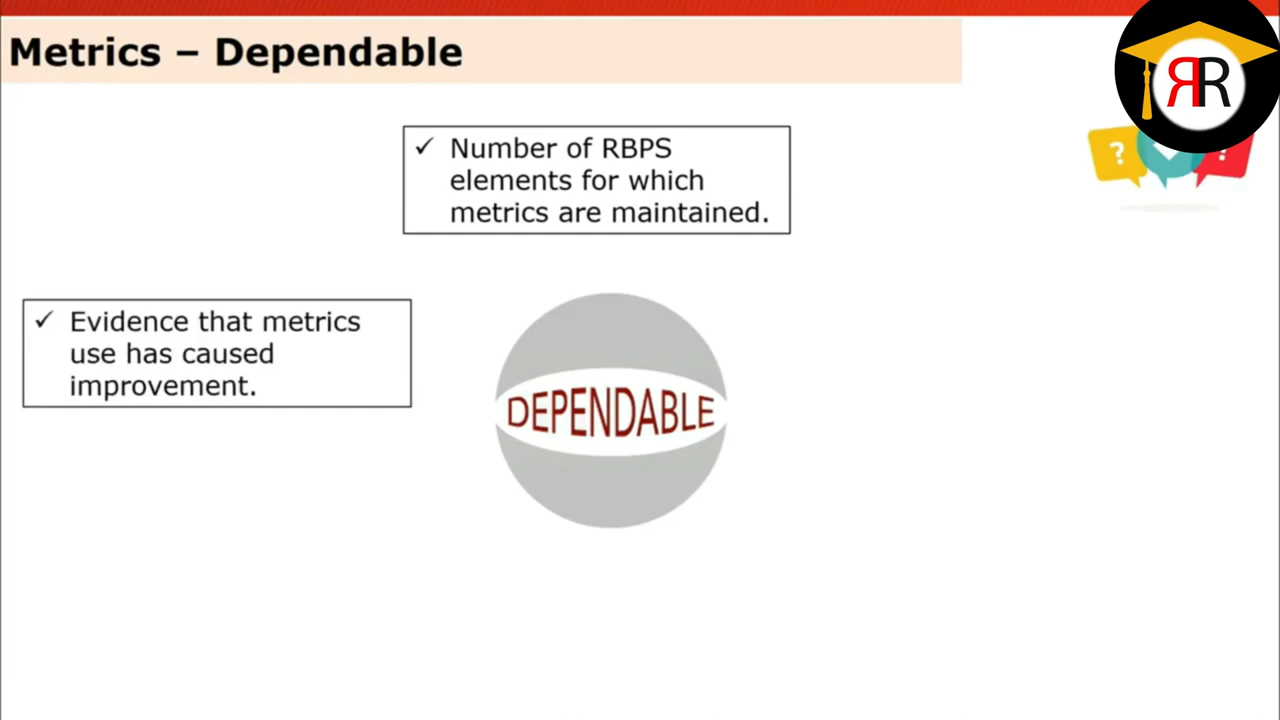 Metrics – Dependable
ЯR
?
!
✓ Number of RBPS
elements for which
metrics are maintained.
✓ Evidence that metrics
use has caused
improvement.
DEPENDABLE